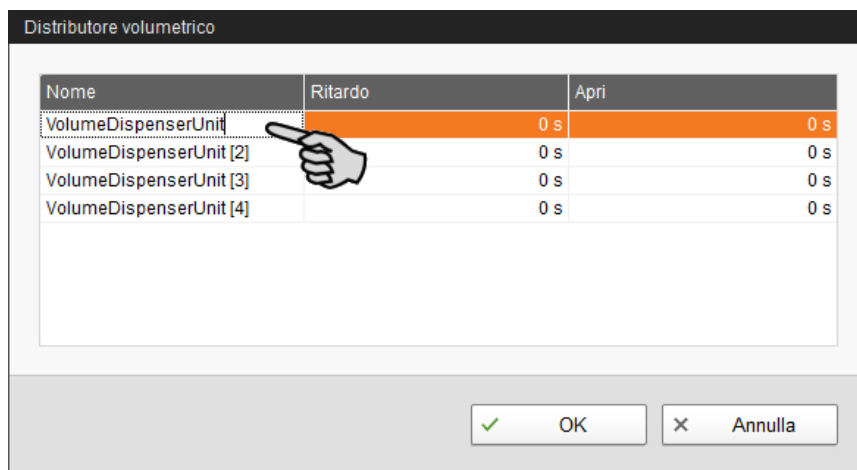 Distributore volumetrico
Nome Ritardo Apri
VolumeDispenserUnit 0 s 0 s
VolumeDispenserUnit [2] 0 s 0 s
VolumeDispenserUnit [3] 0 s 0 s
VolumeDispenserUnit [4] 0 s 0 s
OK Annulla